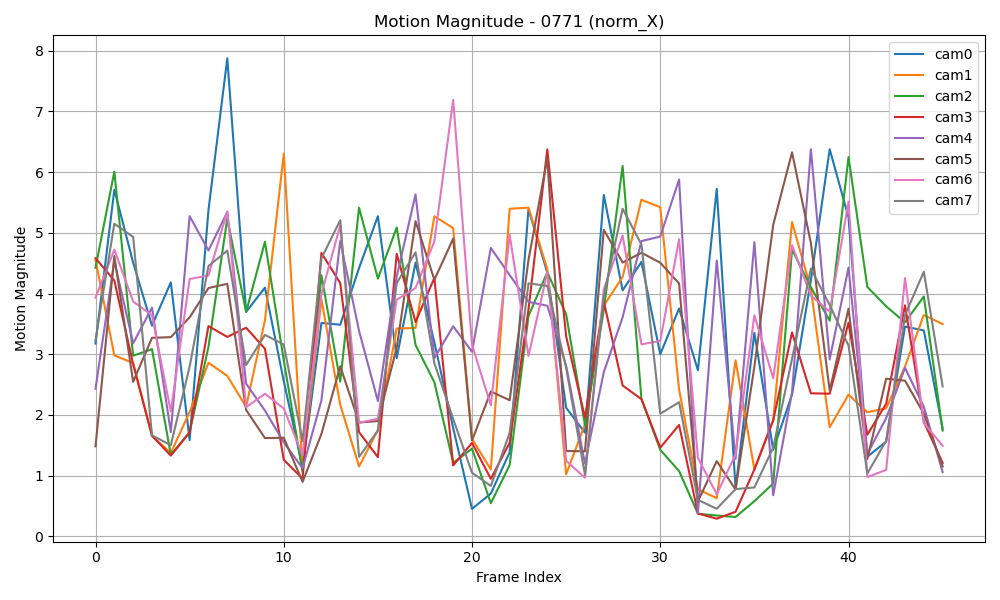 Motion Magnitude - 0771 (norm_X)
Motion Magnitude
8
7
6
5
4
3
2
1
0
0
10
20
30
40
Frame Index
cam0
cam1
cam2
cam3
cam4
cam5
cam6
cam7